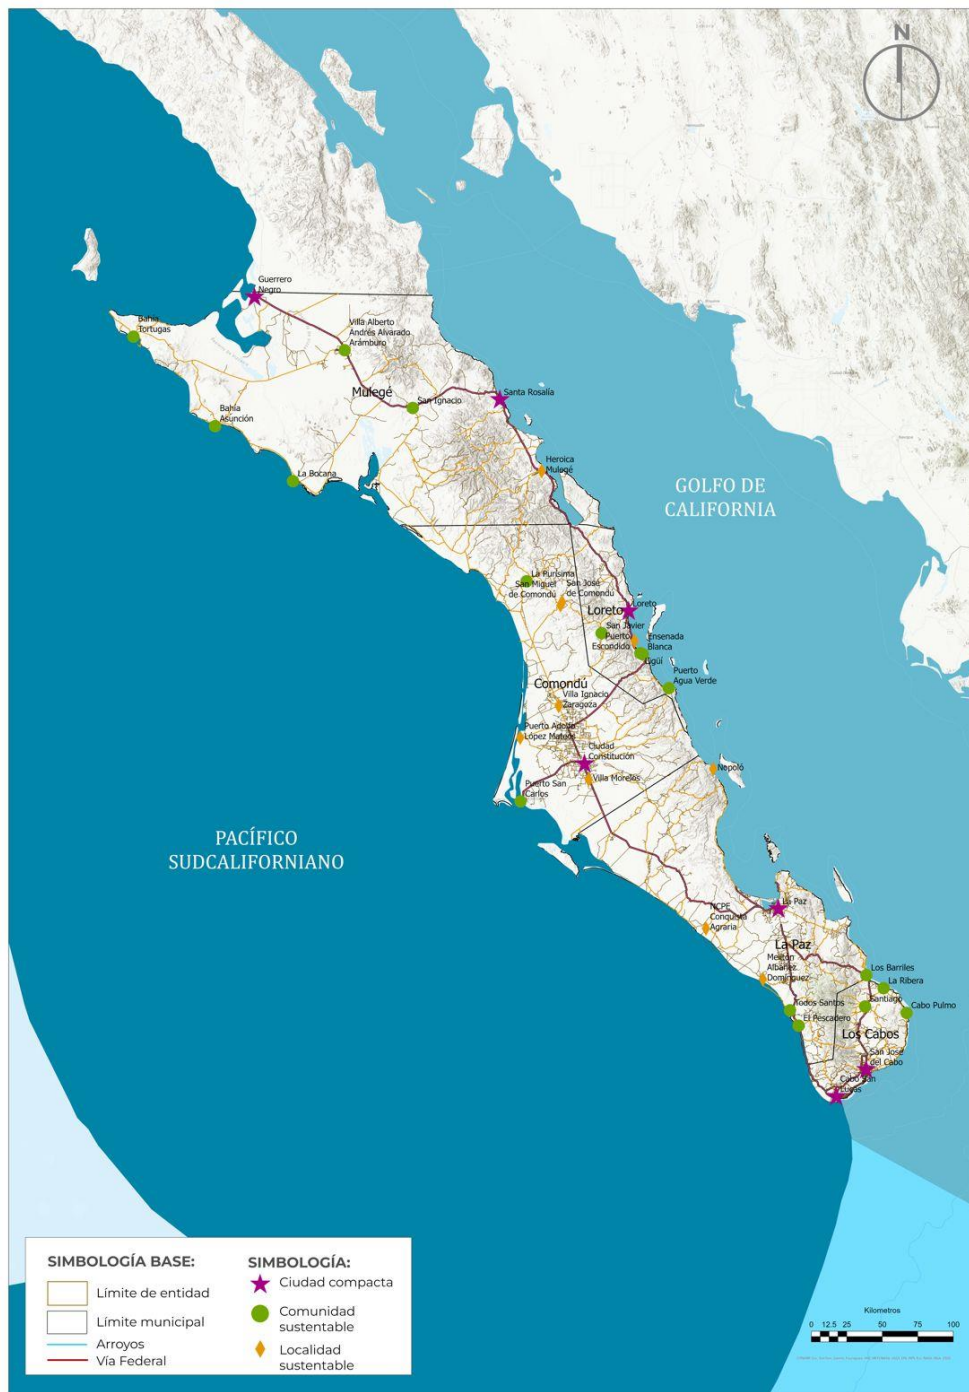 N
Guerrero
Negro
Bahía
Tortugas
Villa Alberto
Andrés Alvarado
Arámburo
Mulegé
San Ignacio
Santa Rosalía
Bahía
Asunción
La Bocana
Heroica
Mulegé
GOLFO DE
CALIFORNIA
La Purísima
San Miguel
de Comondú
San José
de Comondú
Loreto
Loreto
San Javier
Puerto
Escondido
Ensenada
Blanca
Ligüí
Puerto
Agua Verde
Comondú
Villa Ignacio
Zaragoza
Puerto Adolfo
López Mateos
Ciudad
Constitución
Villa Morelos
Puerto San
Carlos
Nopoló
PACÍFICO
SUDCALIFORNIANO
La Paz
NCPE
Conquista
Agraria
La Paz
Melitón
Albáñez
Domínguez
Los Barriles
La Ribera
Todos Santos
Santiago
Cabo Pulmo
El Pescadero
Los Cabos
San José
del Cabo
Cabo San
Lucas
SIMBOLOGÍA BASE:
Límite de entidad
Límite municipal
Arroyos
Vía Federal
SIMBOLOGÍA:
Ciudad compacta
Comunidad
sustentable
Localidad
sustentable
Kilometros
0 12.5 25 50 75 100